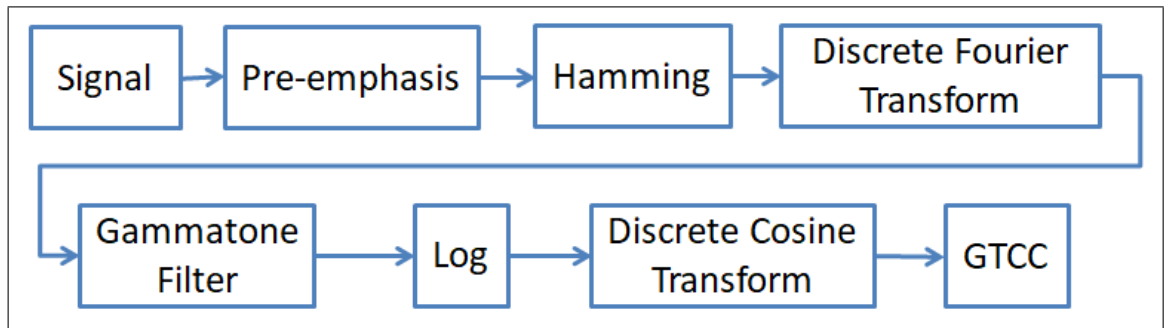 Signal
Pre-emphasis
Hamming
Discrete Fourier
Transform
Gammatone
Filter
Log
Discrete Cosine
Transform
GTCC